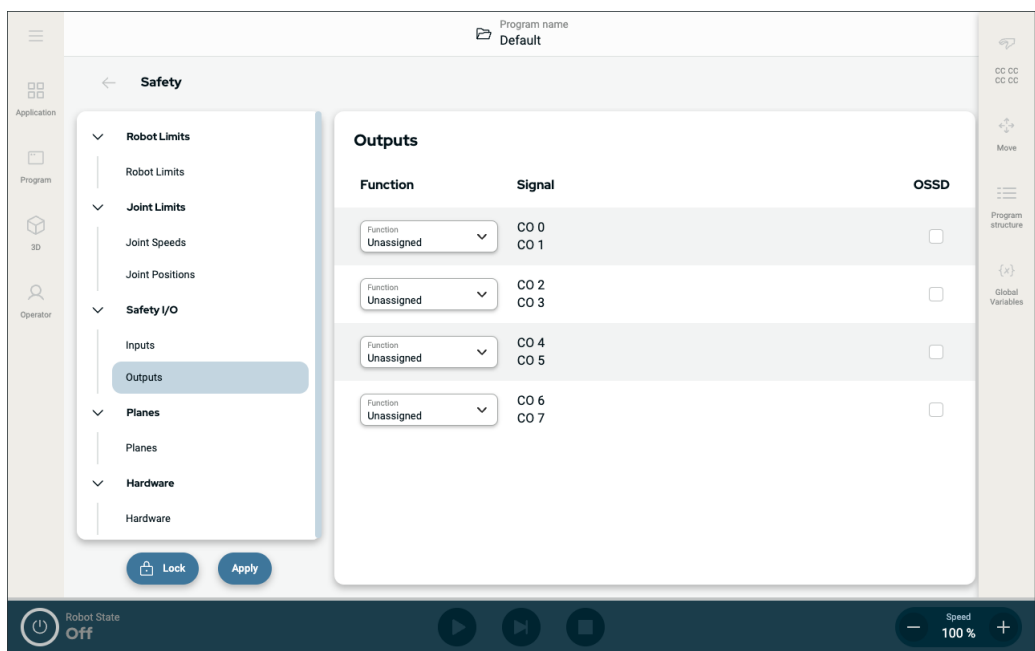 Program name
Default
Application
Program
3D
Operator
Safety
Robot Limits
Robot Limits
Joint Limits
Joint Speeds
Joint Positions
Safety I/O
Inputs
Outputs
Planes
Planes
Hardware
Hardware
Lock
Apply
Outputs
Function
Signal
OSSD
Function
Unassigned
CO 0
CO 1
Function
Unassigned
CO 2
CO 3
Function
Unassigned
CO 4
CO 5
Function
Unassigned
CO 6
CO 7
CC CC
CC CC
Move
Program
structure
{x}
Global
Variables
Robot State
Off
Speed
100 %